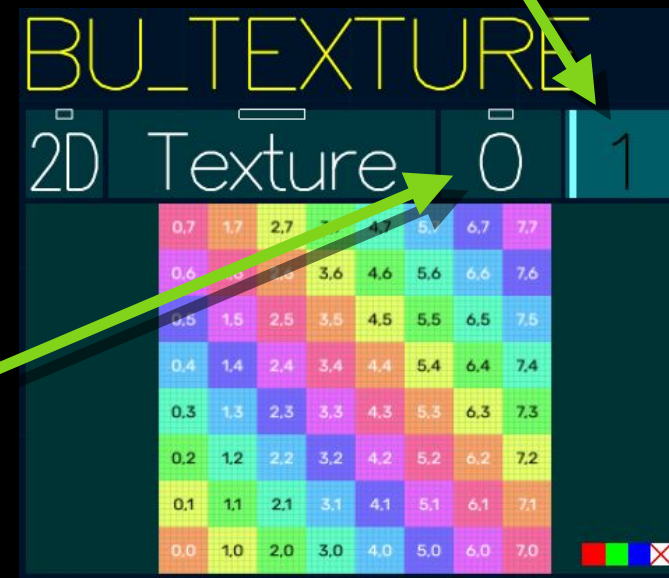 BU_TEXTURE
2D Texture 0 1
0,7 1,7 2,7 4,7 5,7 6,7 7,7
0,6 3,6 4,6 5,6 6,6 7,6
0,5 1,5 2,5 3,5 4,5 5,5 6,5 7,5
0,4 1,4 2,4 3,4 4,4 5,4 6,4 7,4
0,3 1,3 2,3 3,3 4,3 5,3 6,3 7,3
0,2 1,2 2,2 3,2 4,2 5,2 6,2 7,2
0,1 1,1 2,1 3,1 4,1 5,1 6,1 7,1
0,0 1,0 2,0 3,0 4,0 5,0 6,0 7,0